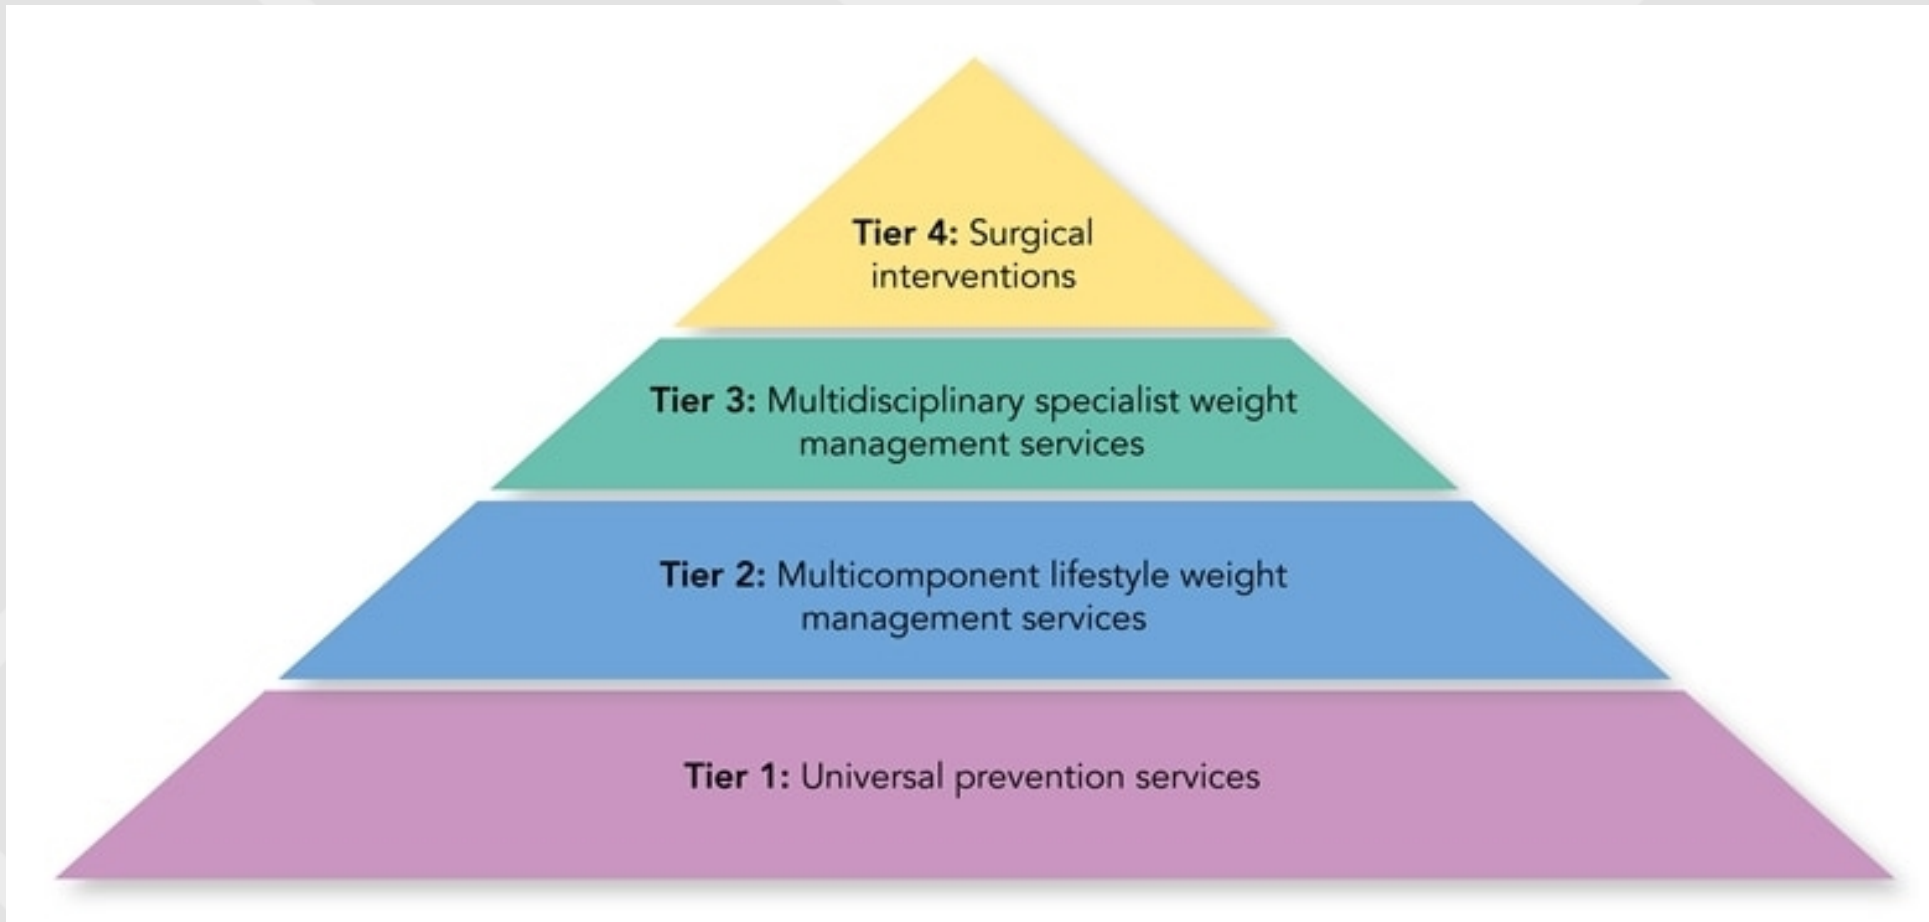 Tier 4: Surgical
interventions
Tier 3: Multidisciplinary specialist weight
management services
Tier 2: Multicomponent lifestyle weight
management services
Tier 1: Universal prevention services